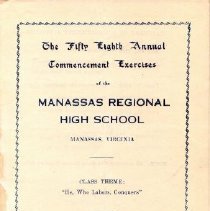 The Fifty Eighth Annual
Commencement Exercises
of the
MANASSAS REGIONAL
HIGH SCHOOL
MANASSAS, VIRGINIA
CLASS THEME:
"He, Who Labors, Conquers"